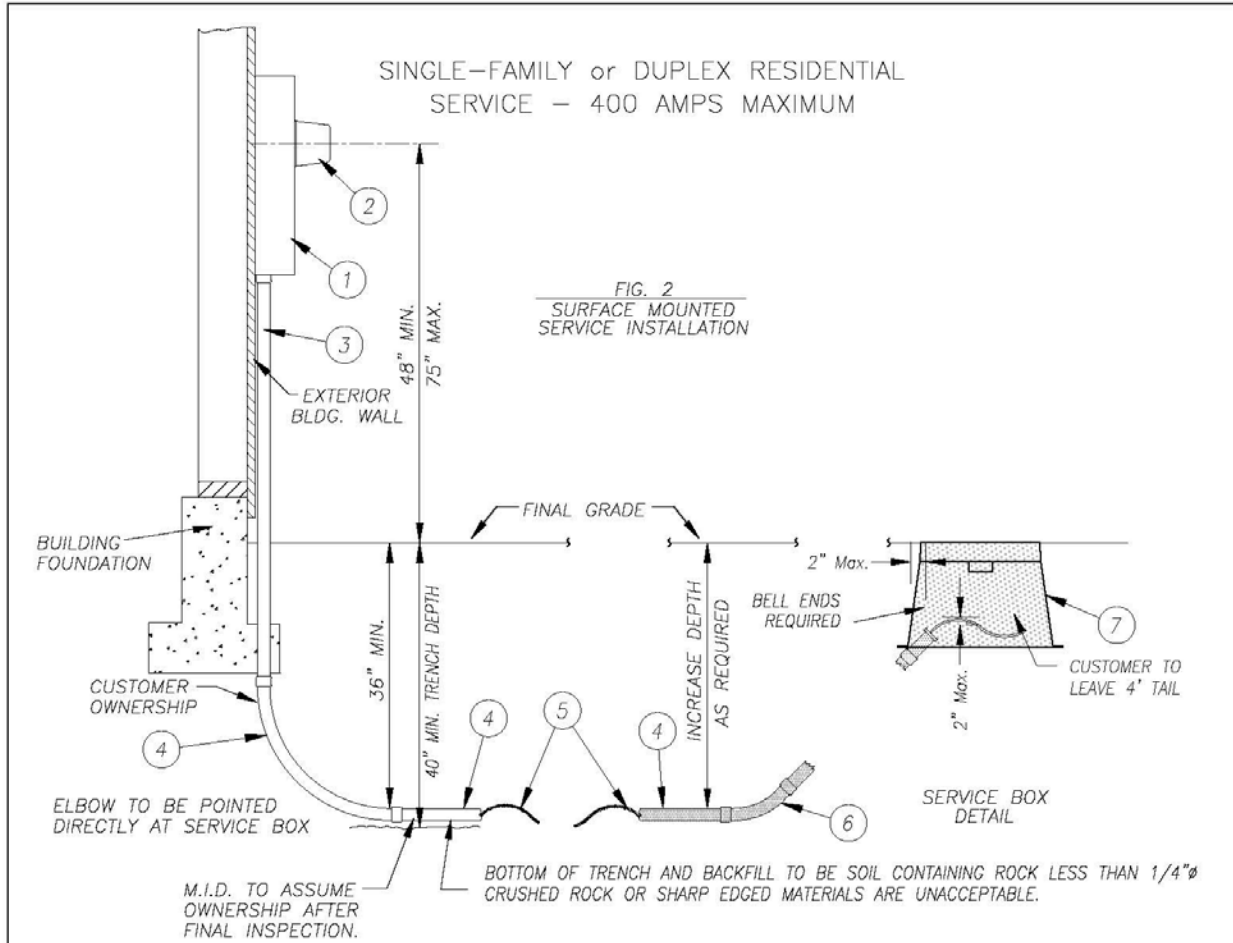 SINGLE-FAMILY or DUPLEX RESIDENTIAL
SERVICE - 400 AMPS MAXIMUM
2
1
FIG. 2
SURFACE MOUNTED
SERVICE INSTALLATION
48" MIN.
75" MAX.
3
EXTERIOR
BLDG. WALL
FINAL GRADE
BUILDING
FOUNDATION
2" Max.
BELL ENDS
REQUIRED
7
36" MIN.
40" MIN. TRENCH DEPTH
INCREASE DEPTH
AS REQUIRED
CUSTOMER TO
LEAVE 4' TAIL
2" Max.
CUSTOMER
OWNERSHIP
4
4
5
4
6
ELBOW TO BE POINTED
DIRECTLY AT SERVICE BOX
SERVICE BOX
DETAIL
M.I.D. TO ASSUME
OWNERSHIP AFTER
FINAL INSPECTION.
BOTTOM OF TRENCH AND BACKFILL TO BE SOIL CONTAINING ROCK LESS THAN 1/4"ø
CRUSHED ROCK OR SHARP EDGED MATERIALS ARE UNACCEPTABLE.